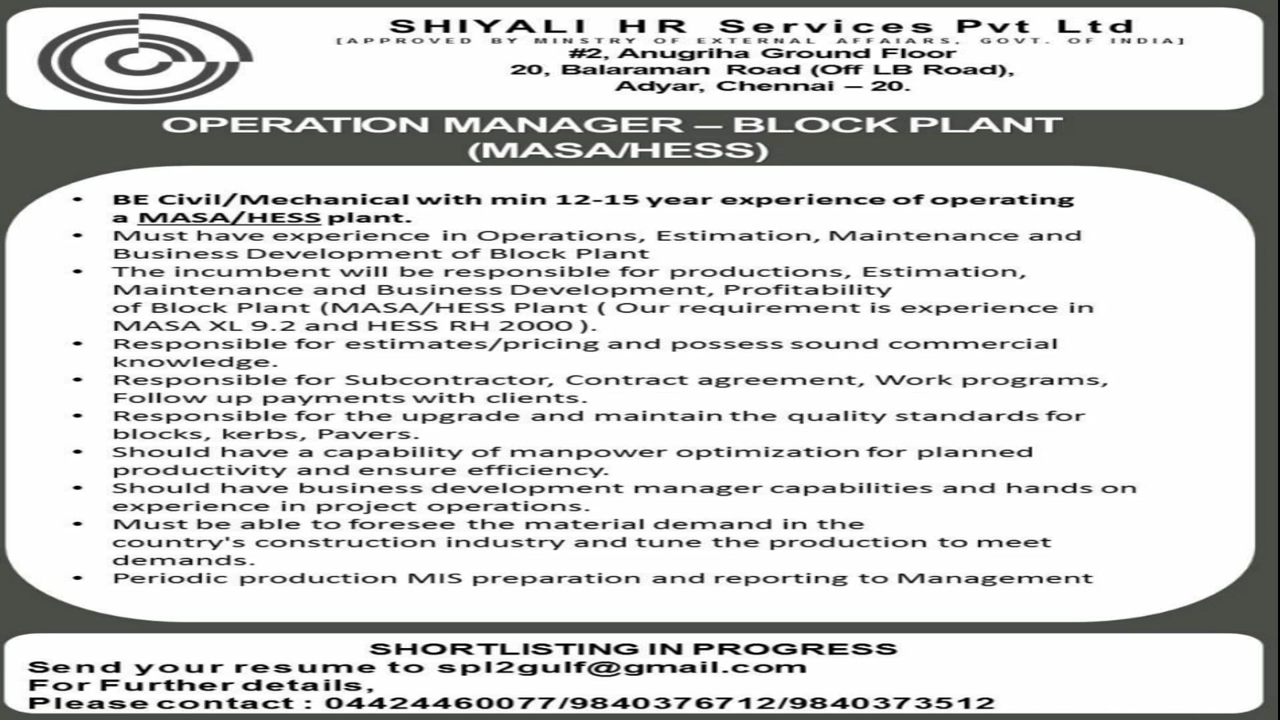 SHIYALI HR Services Pvt Ltd
[APPROVED BY MINSTRY OF EXTERNAL AFFAIARS, GOVT. OF INDIA]
#2, Anugriha Ground Floor
20, Balaraman Road (Off LB Road),
Adyar, Chennai – 20.
OPERATION MANAGER – BLOCK PLANT
(MASA/HESS)
• BE Civil/Mechanical with min 12-15 year experience of operating
a MASA/HESS plant.
• Must have experience in Operations, Estimation, Maintenance and
Business Development of Block Plant
• The incumbent will be responsible for productions, Estimation,
Maintenance and Business Development, Profitability
of Block Plant (MASA/HESS Plant ( Our requirement is experience in
MASA XL 9.2 and HESS RH 2000 ).
• Responsible for estimates/pricing and possess sound commercial
knowledge.
• Responsible for Subcontractor, Contract agreement, Work programs,
Follow up payments with clients.
• Responsible for the upgrade and maintain the quality standards for
blocks, kerbs, Pavers.
• Should have a capability of manpower optimization for planned
productivity and ensure efficiency.
• Should have business development manager capabilities and hands on
experience in project operations.
• Must be able to foresee the material demand in the
country's construction industry and tune the production to meet
demands.
• Periodic production MIS preparation and reporting to Management
SHORTLISTING IN PROGRESS
Send your resume to spl2gulf@gmail.com
For Further details,
Please contact : 04424460077/9840376712/9840373512